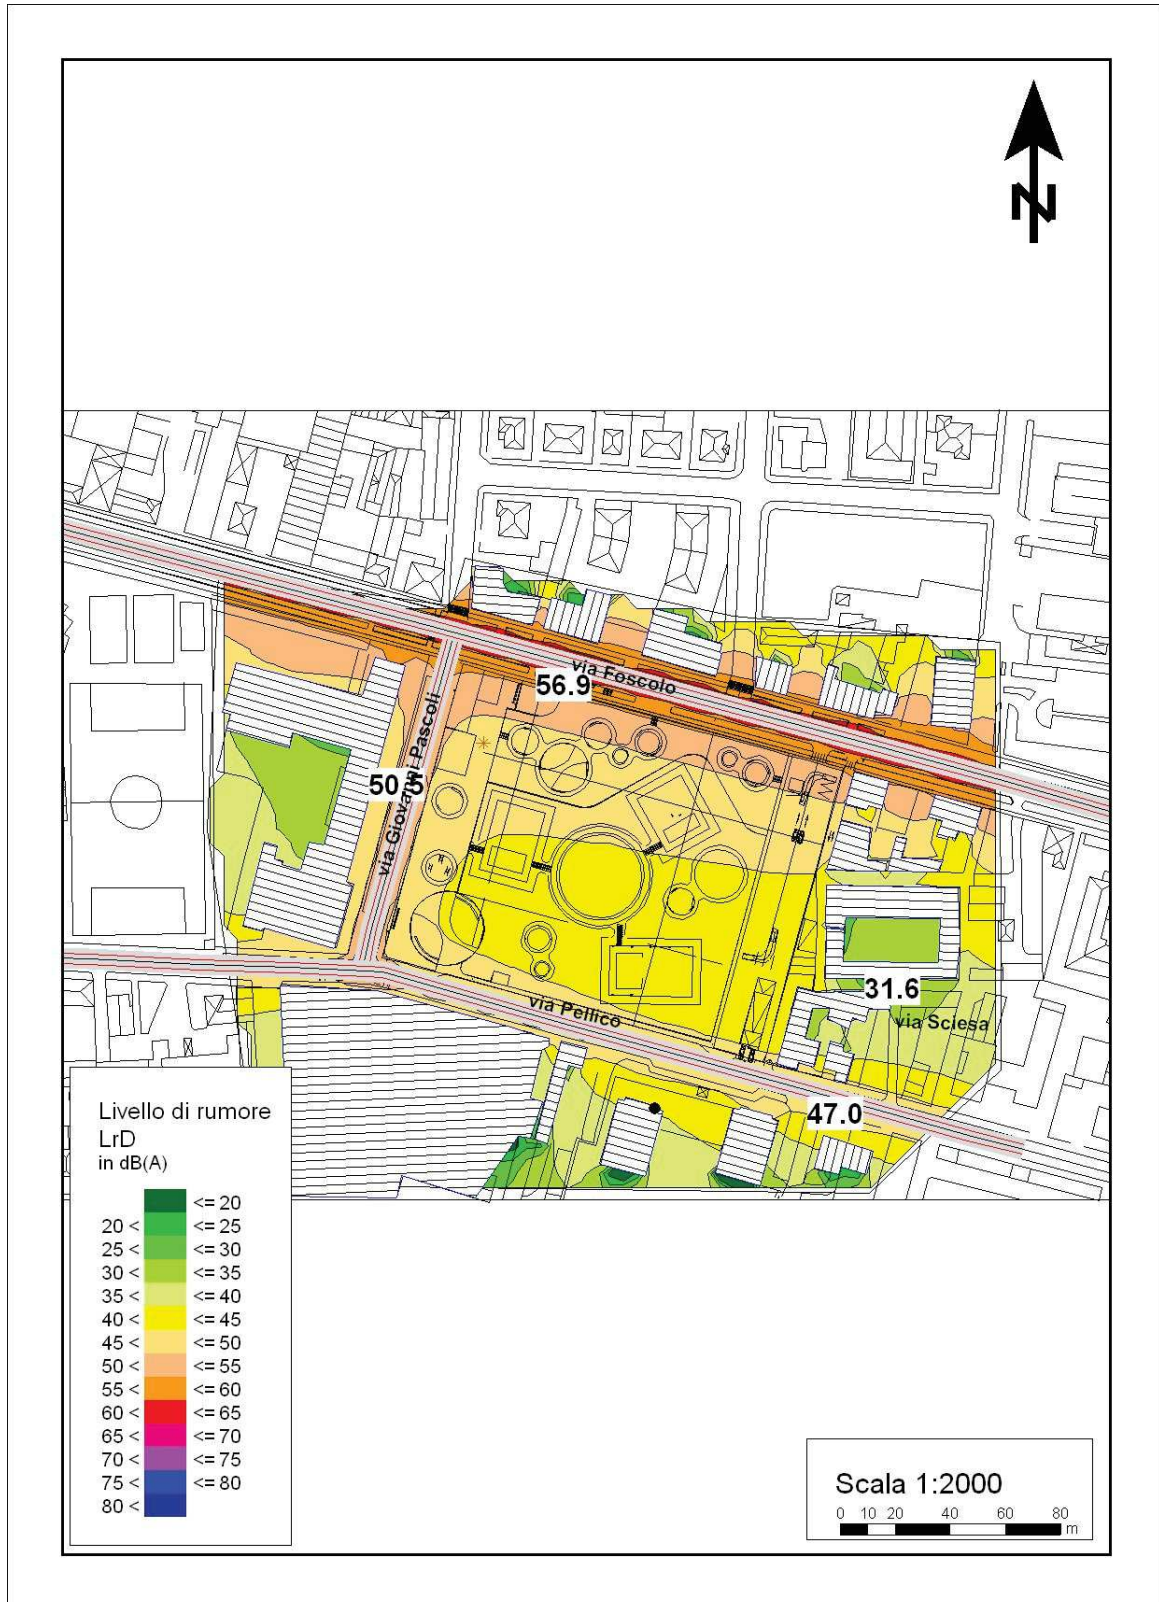 N
via Foscolo
56.9
via Giovanni Pascoli
50.5
31.6
via Sciesa
via Pellico
47.0
Livello di rumore
LrD
in dB(A)
<= 20
20 < <= 25
25 < <= 30
30 < <= 35
35 < <= 40
40 < <= 45
45 < <= 50
50 < <= 55
55 < <= 60
60 < <= 65
65 < <= 70
70 < <= 75
75 < <= 80
80 <
Scala 1:2000
0 10 20 40 60 80
m